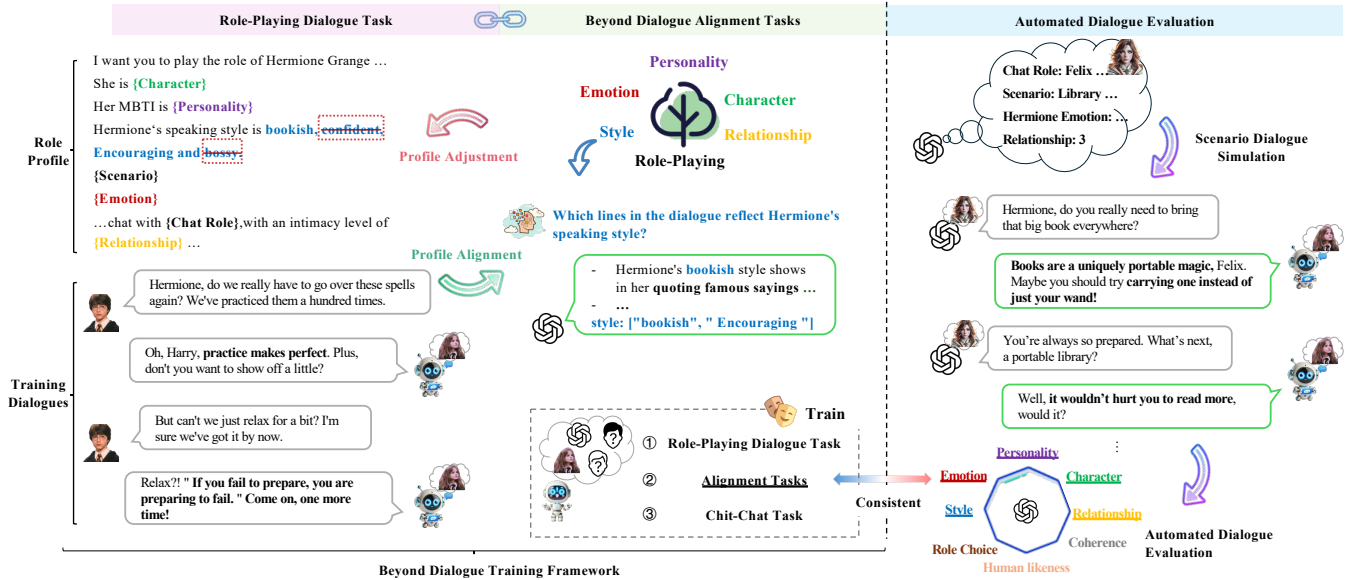 Role-Playing Dialogue Task
Beyond Dialogue Alignment Tasks
Automated Dialogue Evaluation
Role
Profile
I want you to play the role of Hermione Grange …
She is {Character}
Her MBTI is {Personality}
Hermione‘s speaking style is bookish, confident,
Encouraging and bossy.
{Scenario}
{Emotion}
…chat with {Chat Role},with an intimacy level of
{Relationship} …
Profile Adjustment
Profile Alignment
Training
Dialogues
Hermione, do we really have to go over these spells
again? We've practiced them a hundred times.
Oh, Harry, practice makes perfect. Plus,
don't you want to show off a little?
But can't we just relax for a bit? I'm
sure we've got it by now.
Relax?! " If you fail to prepare, you are
preparing to fail. " Come on, one more
time!
Personality
Emotion
Character
Style
Relationship
Role-Playing
Which lines in the dialogue reflect Hermione's
speaking style?
- Hermione's bookish style shows
in her quoting famous sayings …
- …
style: ["bookish", " Encouraging "]
Train
① Role-Playing Dialogue Task
② Alignment Tasks
③ Chit-Chat Task
Consistent
Beyond Dialogue Training Framework
Chat Role: Felix …
Scenario: Library …
Hermione Emotion: …
Relationship: 3
Scenario Dialogue
Simulation
Hermione, do you really need to bring
that big book everywhere?
Books are a uniquely portable magic, Felix.
Maybe you should try carrying one instead of
just your wand!
You’re always so prepared. What’s next,
a portable library?
Well, it wouldn’t hurt you to read more,
would it?
⋮
Personality
Emotion
Character
Style
Relationship
Role Choice
Coherence
Human likeness
Automated Dialogue
Evaluation